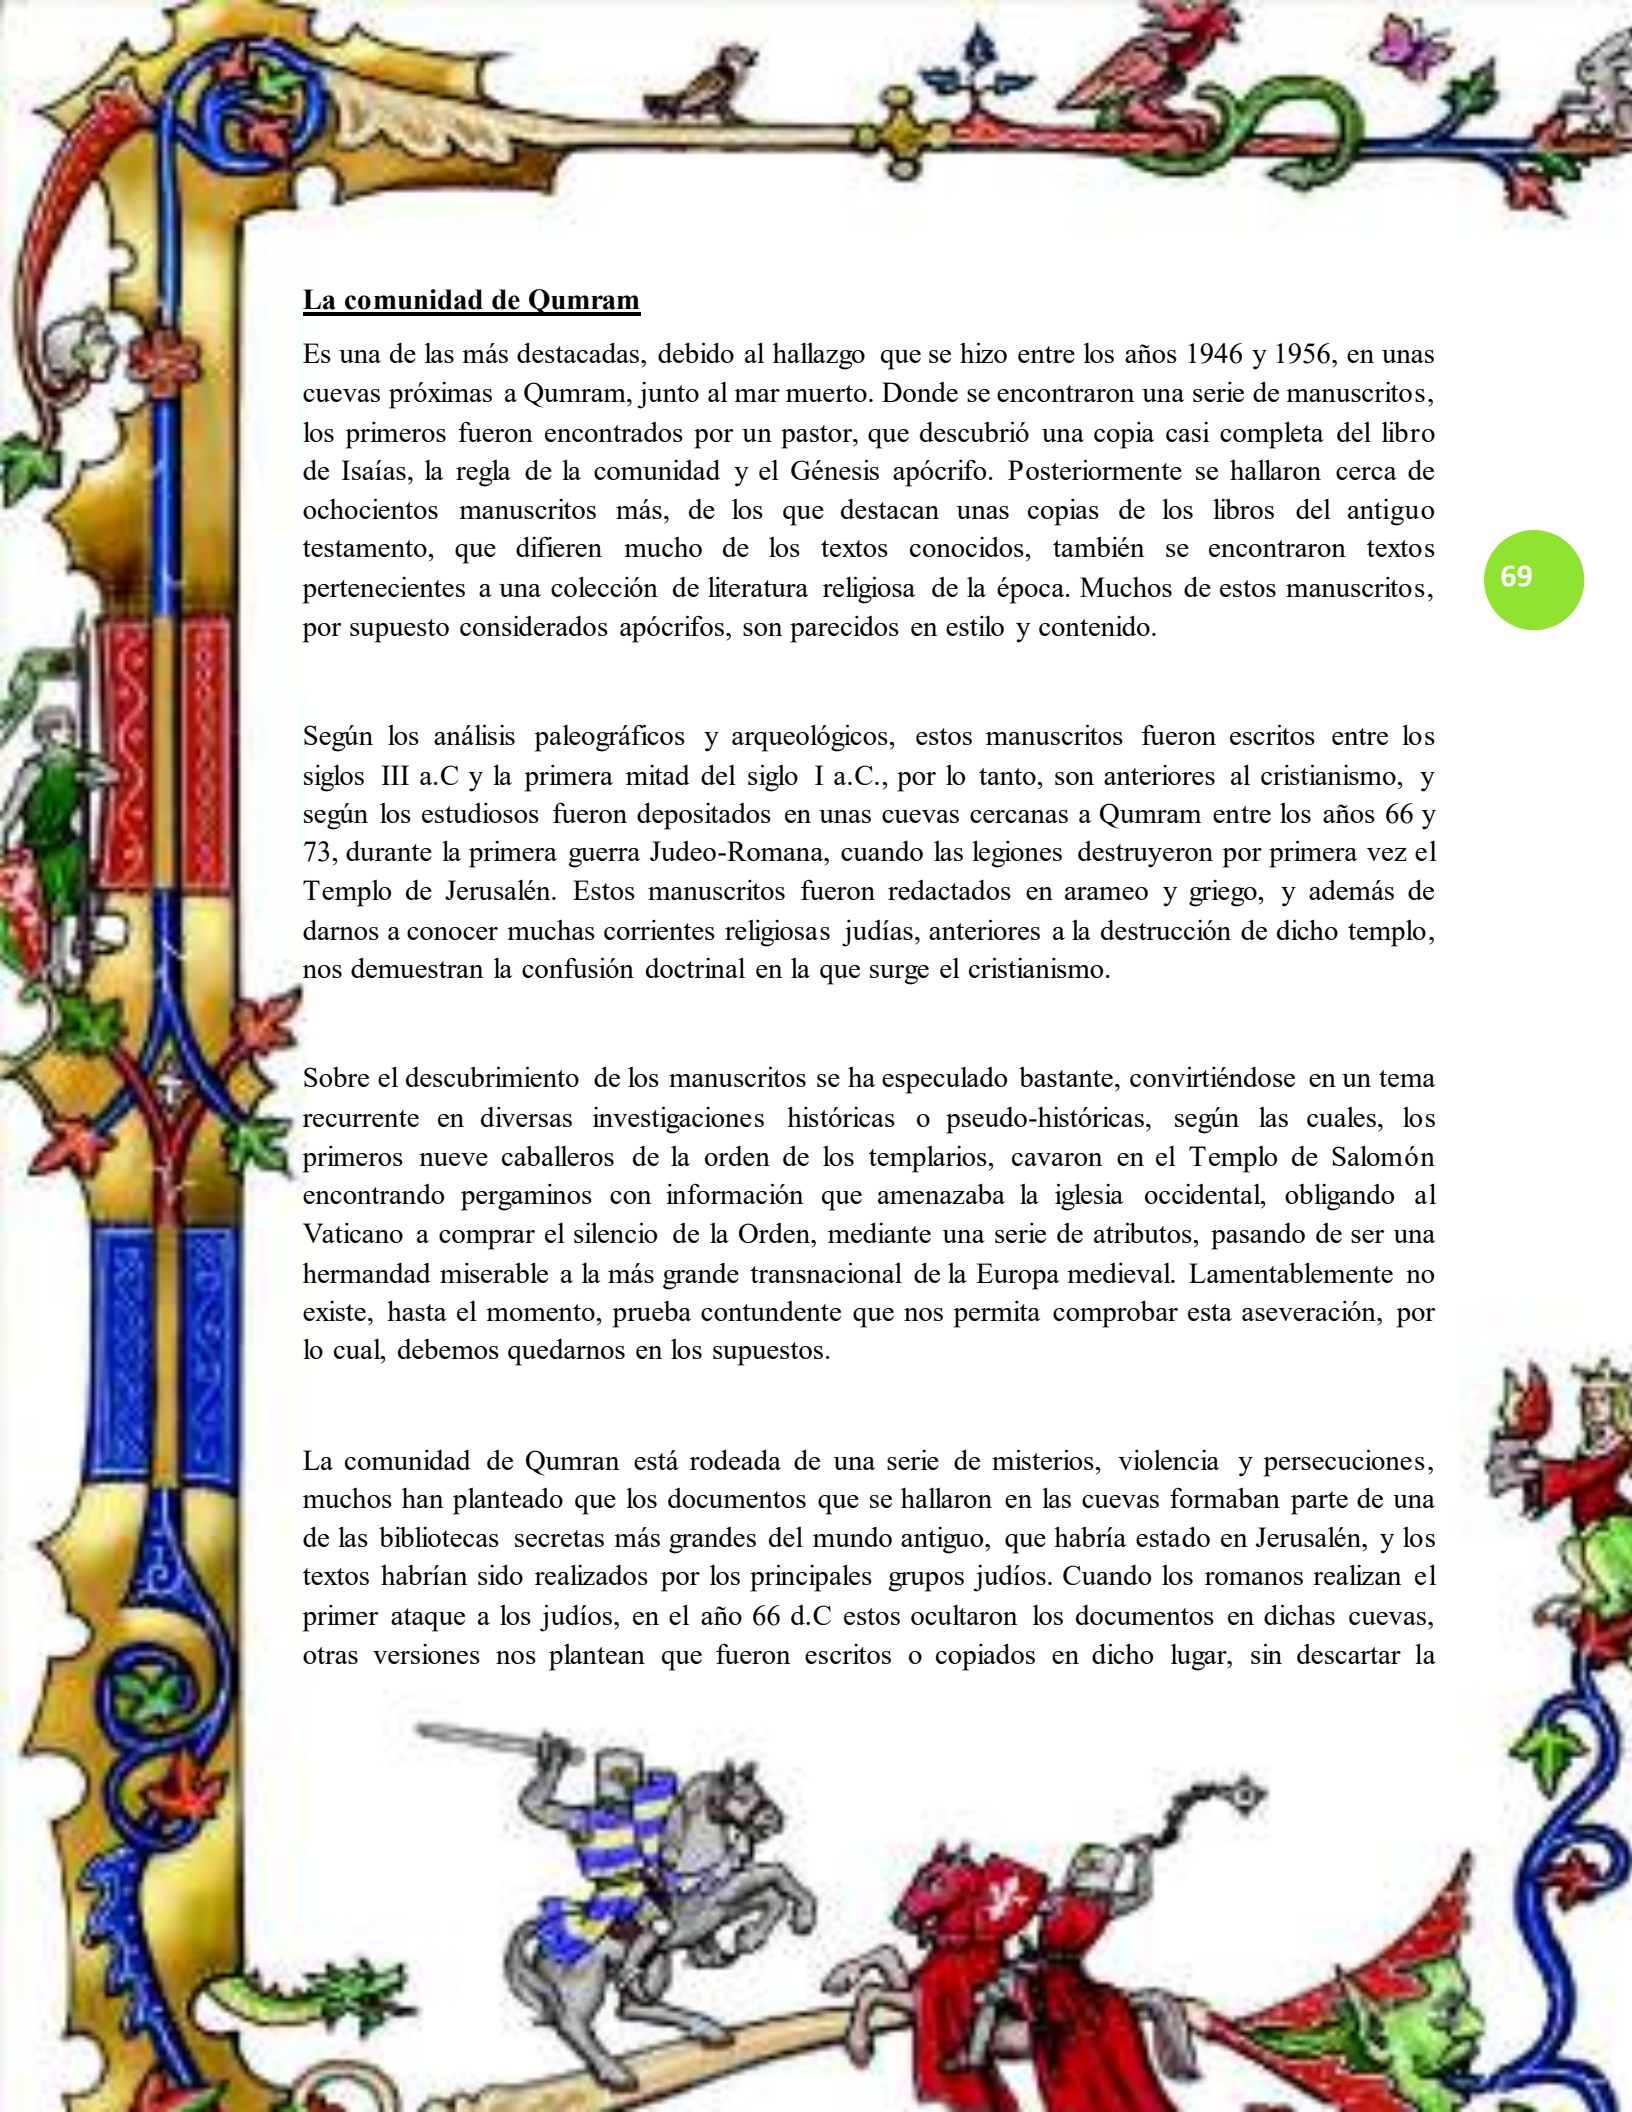 La comunidad de Qumram
Es una de las más destacadas, debido al hallazgo que se hizo entre los años 1946 y 1956, en unas
cuevas próximas a Qumram, junto al mar muerto. Donde se encontraron una serie de manuscritos,
los primeros fueron encontrados por un pastor, que descubrió una copia casi completa del libro
de Isaías, la regla de la comunidad y el Génesis apócrifo. Posteriormente se hallaron cerca de
ochocientos manuscritos más, de los que destacan unas copias de los libros del antiguo
testamento, que difieren mucho de los textos conocidos, también se encontraron textos
pertenecientes a una colección de literatura religiosa de la época. Muchos de estos manuscritos,
por supuesto considerados apócrifos, son parecidos en estilo y contenido.
69
Según los análisis paleográficos y arqueológicos, estos manuscritos fueron escritos entre los
siglos III a.C y la primera mitad del siglo I a.C., por lo tanto, son anteriores al cristianismo, y
según los estudiosos fueron depositados en unas cuevas cercanas a Qumram entre los años 66 y
73, durante la primera guerra Judeo-Romana, cuando las legiones destruyeron por primera vez el
Templo de Jerusalén. Estos manuscritos fueron redactados en arameo y griego, y además de
darnos a conocer muchas corrientes religiosas judías, anteriores a la destrucción de dicho templo,
nos demuestran la confusión doctrinal en la que surge el cristianismo.
Sobre el descubrimiento de los manuscritos se ha especulado bastante, convirtiéndose en un tema
recurrente en diversas investigaciones históricas o pseudo-históricas, según las cuales, los
primeros nueve caballeros de la orden de los templarios, cavaron en el Templo de Salomón
encontrando pergaminos con información que amenazaba la iglesia occidental, obligando al
Vaticano a comprar el silencio de la Orden, mediante una serie de atributos, pasando de ser una
hermandad miserable a la más grande transnacional de la Europa medieval. Lamentablemente no
existe, hasta el momento, prueba contundente que nos permita comprobar esta aseveración, por
lo cual, debemos quedarnos en los supuestos.
La comunidad de Qumran está rodeada de una serie de misterios, violencia y persecuciones,
muchos han planteado que los documentos que se hallaron en las cuevas formaban parte de una
de las bibliotecas secretas más grandes del mundo antiguo, que habría estado en Jerusalén, y los
textos habrían sido realizados por los principales grupos judíos. Cuando los romanos realizan el
primer ataque a los judíos, en el año 66 d.C estos ocultaron los documentos en dichas cuevas,
otras versiones nos plantean que fueron escritos o copiados en dicho lugar, sin descartar la